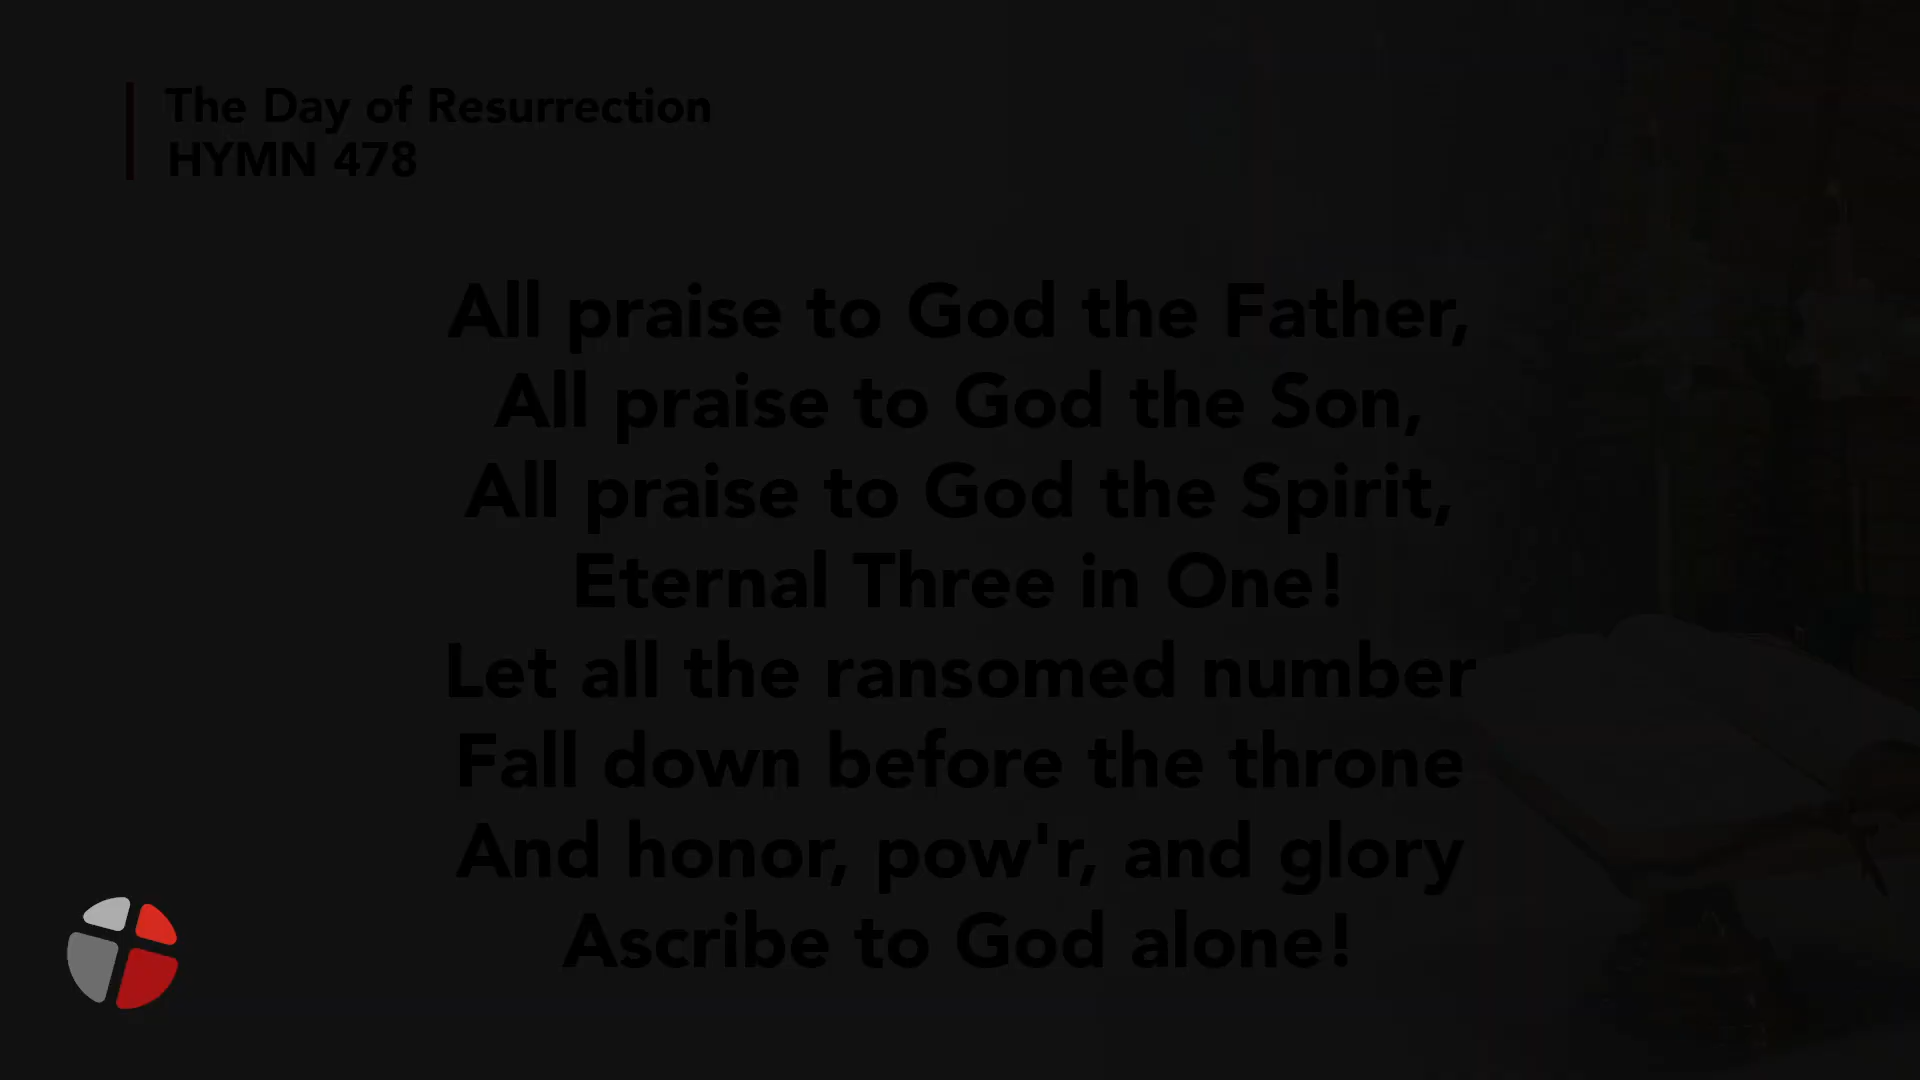 The Day of Resurrection
HYMN 478
All praise to God the Father,
All praise to God the Son,
All praise to God the Spirit,
Eternal Three in One!
Let all the ransomed number
Fall down before the throne
And honor, pow'r, and glory
Ascribe to God alone!